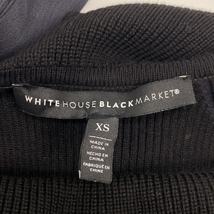 WHITE HOUSE BLACK MARKET®
XS
MADE IN
CHINA
HECHO EN
CHINA
FABRIQUÉ EN
CHINE